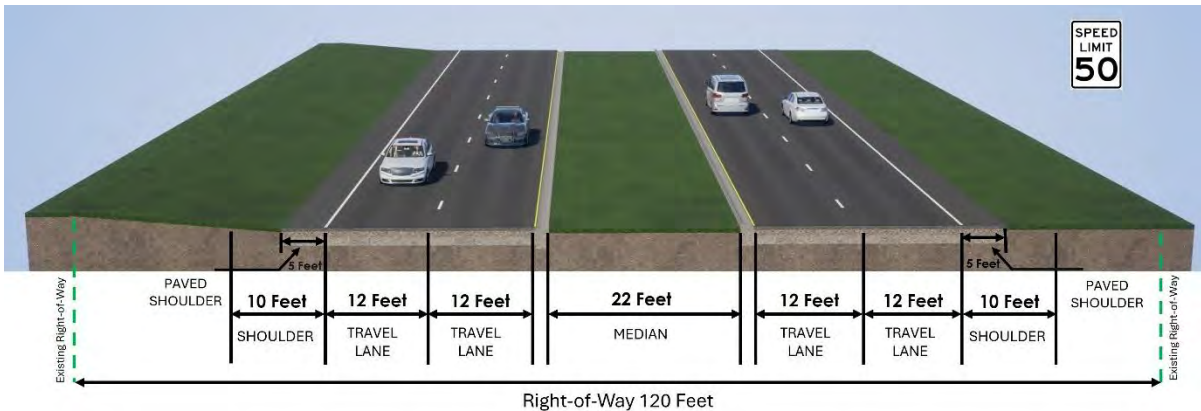 SPEED
LIMIT
50
5 Feet
5 Feet
PAVED
SHOULDER
10 Feet
SHOULDER
12 Feet
TRAVEL
LANE
12 Feet
TRAVEL
LANE
22 Feet
MEDIAN
12 Feet
TRAVEL
LANE
12 Feet
TRAVEL
LANE
10 Feet
SHOULDER
PAVED
SHOULDER
Existing Right-of-Way
Existing Right-of-Way
Right-of-Way 120 Feet